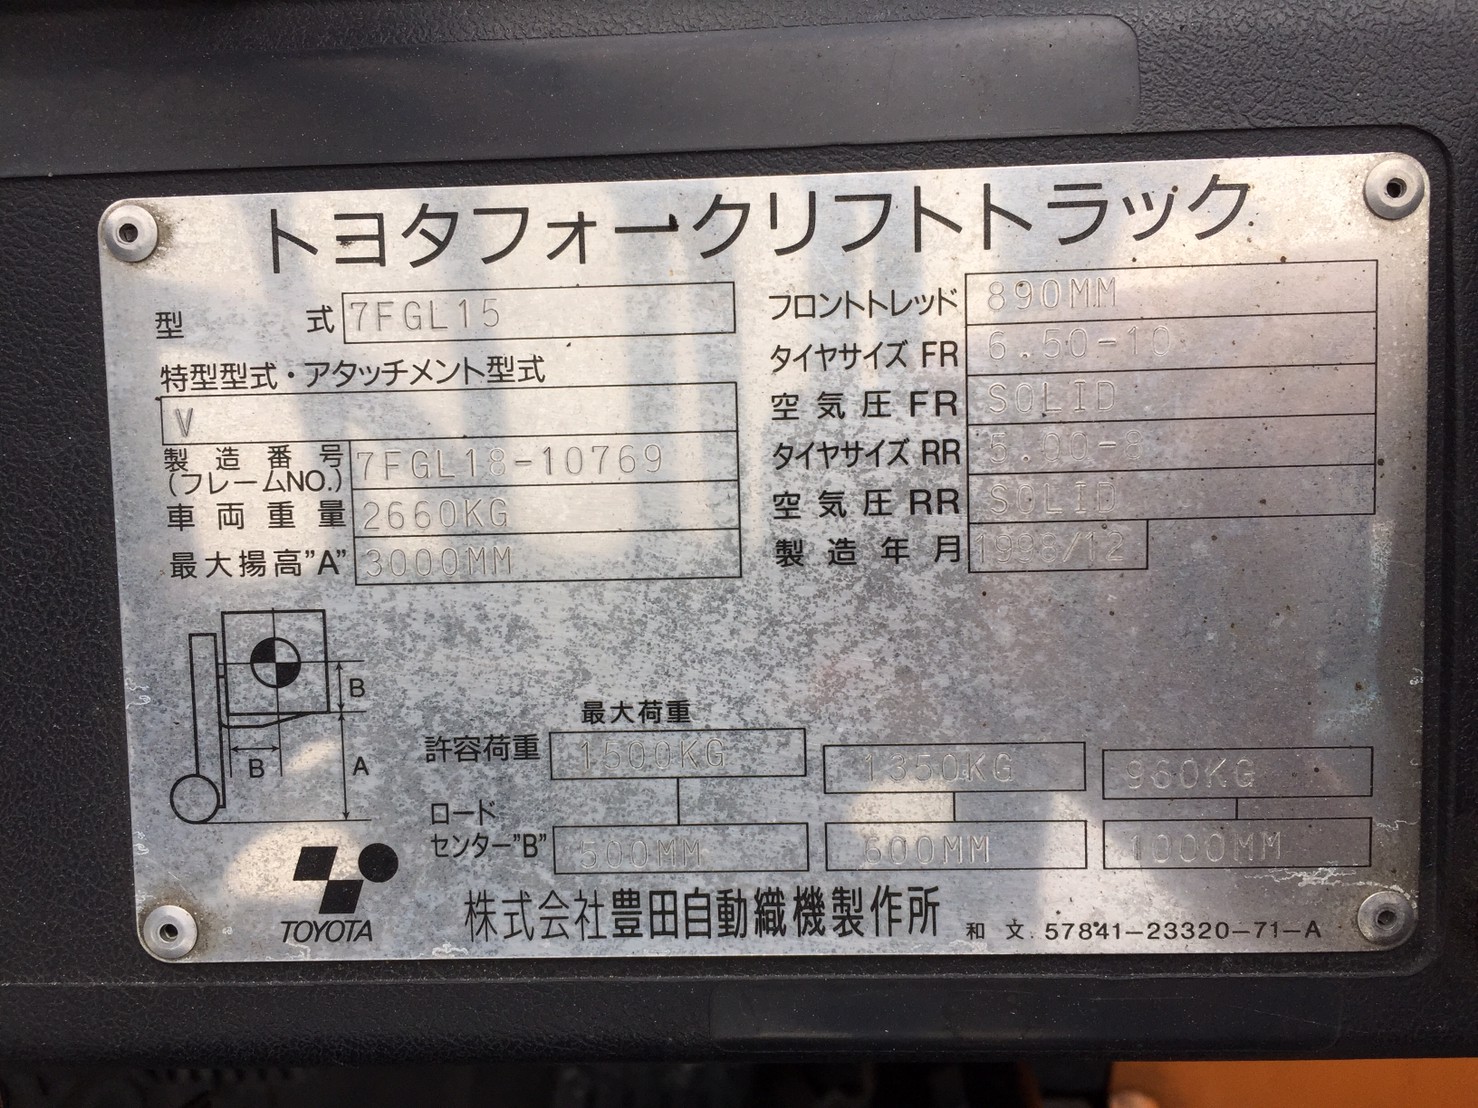 トヨタフォークリフトトラック
型式 7FGL15
特型型式・アタッチメント型式
V
製造番号 7FGL18-10769
(フレームNO.)
車両重量 2660KG
最大揚高"A" 3000MM
フロントトレッド 890MM
タイヤサイズ FR 6.50-10
空気圧 FR SOLID
タイヤサイズ RR 5.00-8
空気圧 RR SOLID
製造年月 1998/12
B
B
A
最大荷重
許容荷重 1500KG 1350KG 960KG
ロード
センター"B" 500MM 600MM 1000MM
TOYOTA
株式会社豊田自動織機製作所
和文 57841-23320-71-A